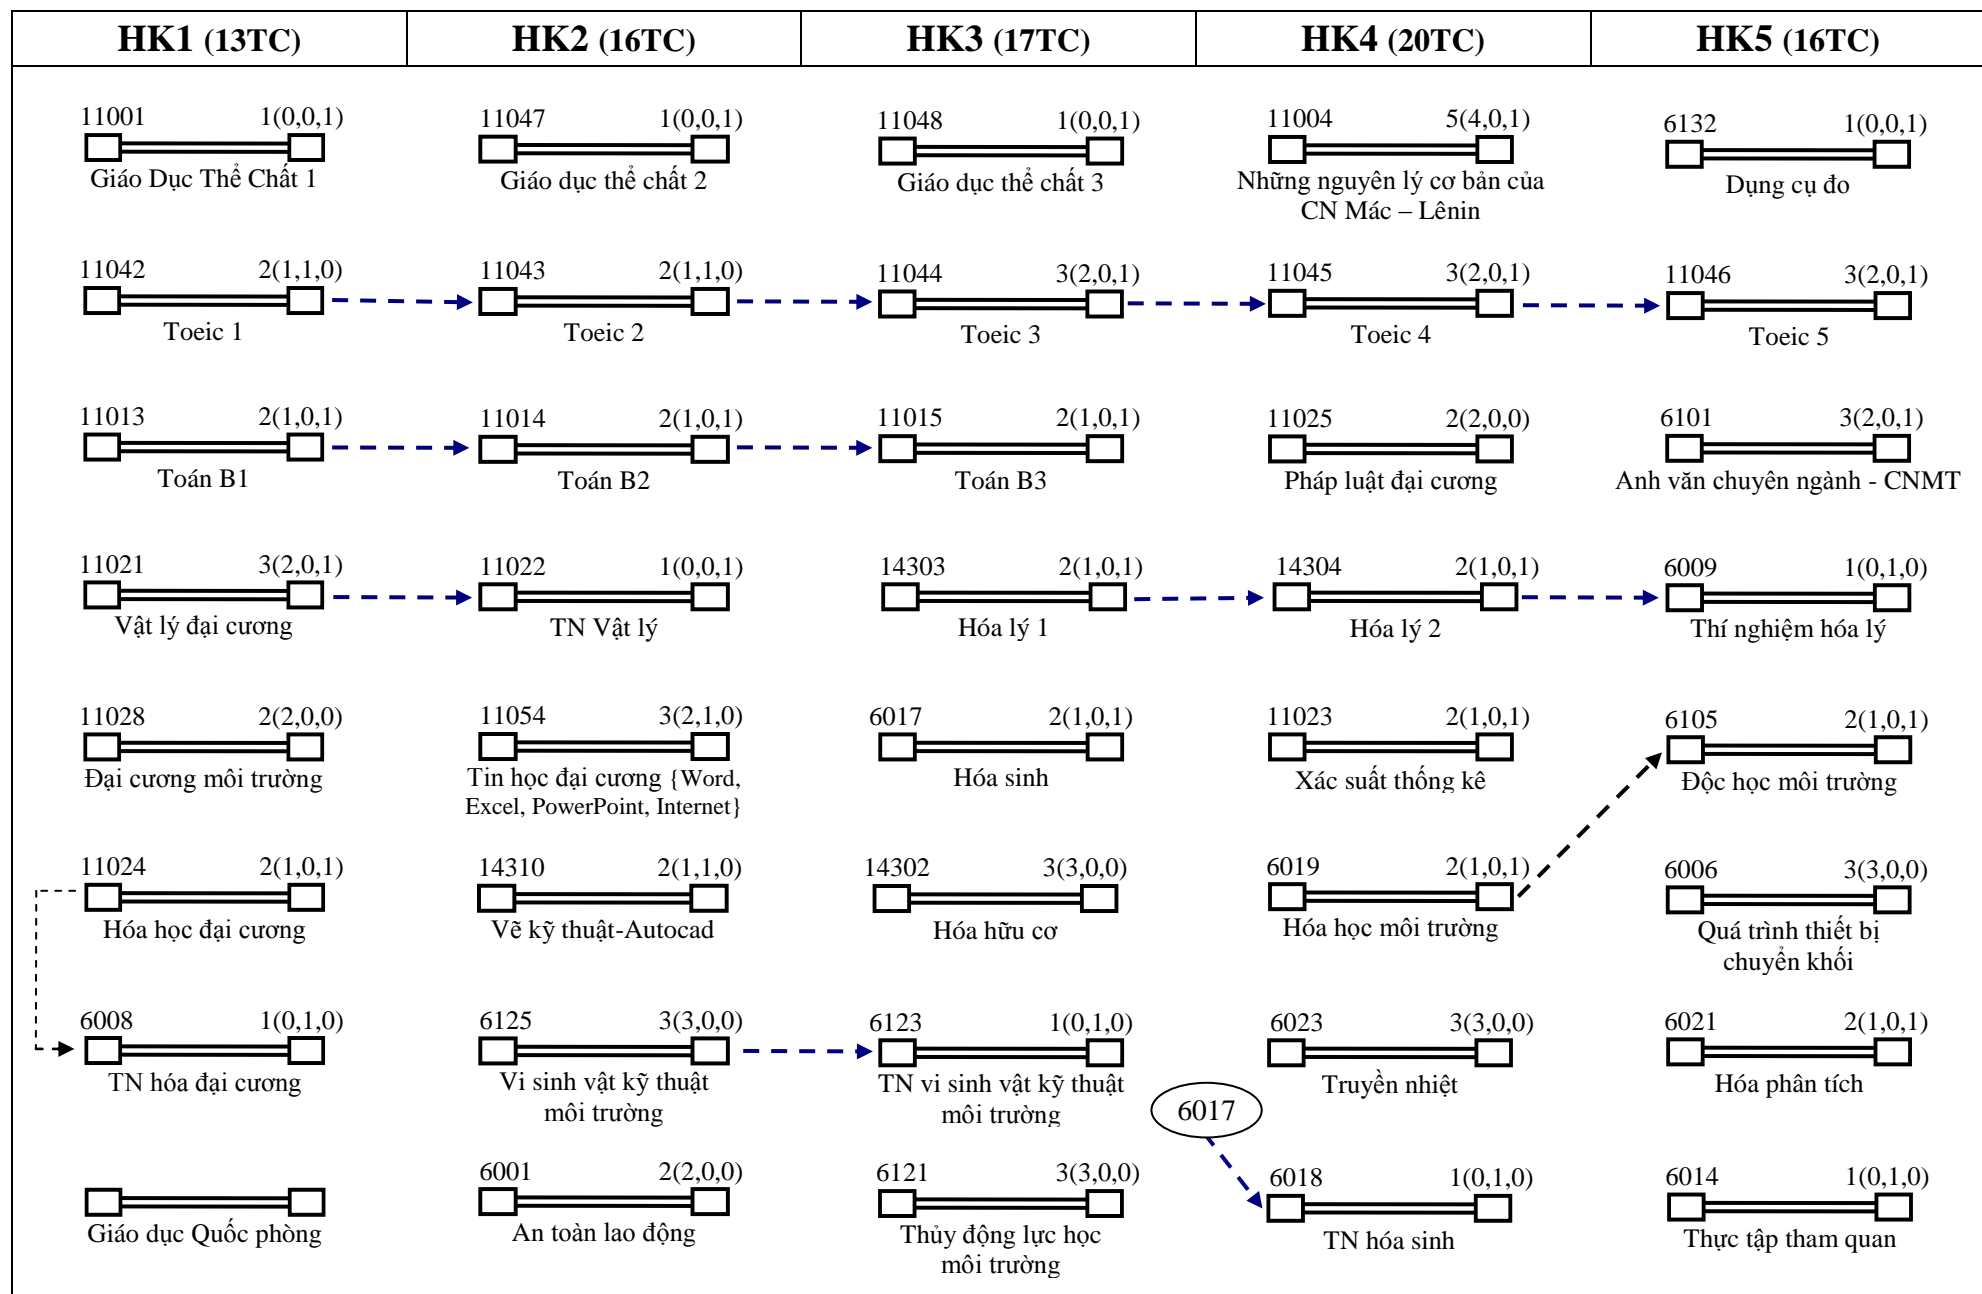 HK1 (13TC) HK2 (16TC) HK3 (17TC) HK4 (20TC) HK5 (16TC)
11001 1(0,0,1) 11047 1(0,0,1) 11048 1(0,0,1) 11004 5(4,0,1) 6132 1(0,0,1)
Giáo Dục Thể Chất 1 Giáo dục thể chất 2 Giáo dục thể chất 3 Những nguyên lý cơ bản của Dụng cụ đo
CN Mác – Lênin
11042 2(1,1,0) 11043 2(1,1,0) 11044 3(2,0,1) 11045 3(2,0,1) 11046 3(2,0,1)
Toeic 1 Toeic 2 Toeic 3 Toeic 4 Toeic 5
11013 2(1,0,1) 11014 2(1,0,1) 11015 2(1,0,1) 11025 2(2,0,0) 6101 3(2,0,1)
Toán B1 Toán B2 Toán B3 Pháp luật đại cương Anh văn chuyên ngành - CNMT
11021 3(2,0,1) 11022 1(0,0,1) 14303 2(1,0,1) 14304 2(1,0,1) 6009 1(0,1,0)
Vật lý đại cương TN Vật lý Hóa lý 1 Hóa lý 2 Thí nghiệm hóa lý
11028 2(2,0,0) 11054 3(2,1,0) 6017 2(1,0,1) 11023 2(1,0,1) 6105 2(1,0,1)
Đại cương môi trường Tin học đại cương {Word, Hóa sinh Xác suất thống kê Độc học môi trường
Excel, PowerPoint, Internet}
11024 2(1,0,1) 14310 2(1,1,0) 14302 3(3,0,0) 6019 2(1,0,1) 6006 3(3,0,0)
Hóa học đại cương Vẽ kỹ thuật-Autocad Hóa hữu cơ Hóa học môi trường Quá trình thiết bị
chuyển khối
6008 1(0,1,0) 6125 3(3,0,0) 6123 1(0,1,0) 6023 3(3,0,0) 6021 2(1,0,1)
TN hóa đại cương Vi sinh vật kỹ thuật TN vi sinh vật kỹ thuật Truyền nhiệt Hóa phân tích
môi trường môi trường 6017
6001 2(2,0,0) 6121 3(3,0,0) 6018 1(0,1,0) 6014 1(0,1,0)
Giáo dục Quốc phòng An toàn lao động Thủy động lực học TN hóa sinh Thực tập tham quan
môi trường